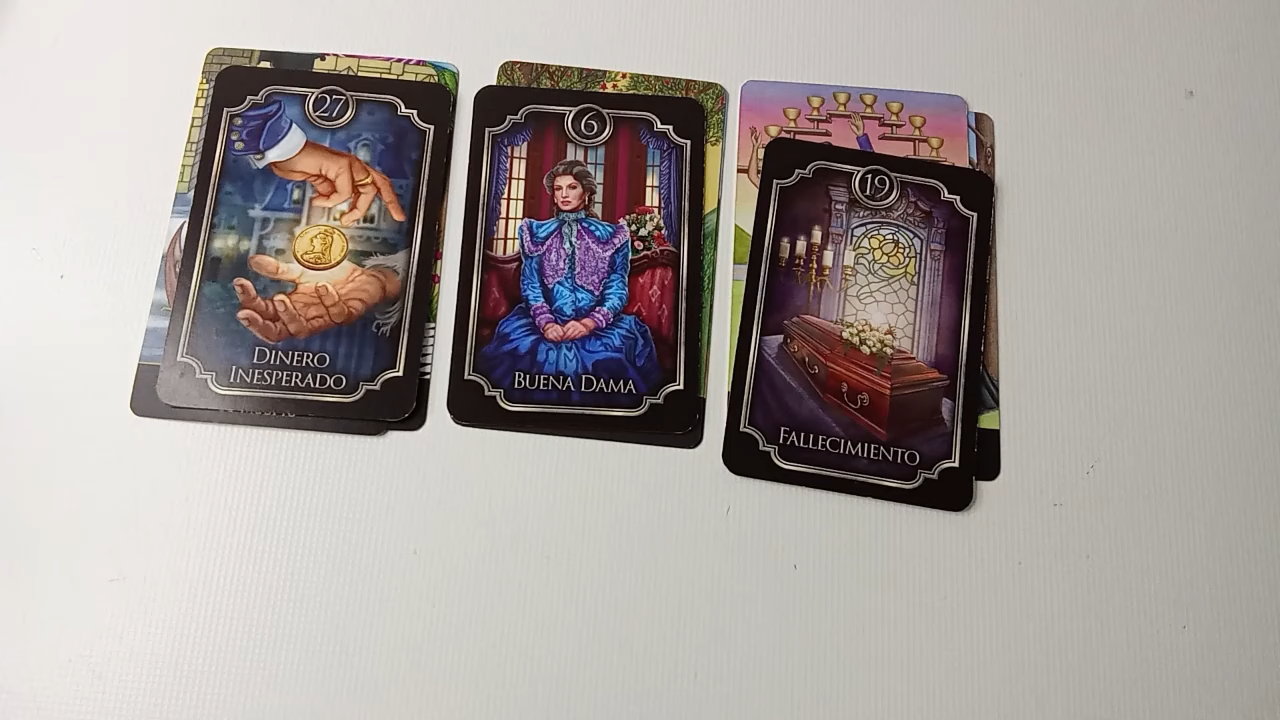 27
DINERO
INESPERADO
6
BUENA DAMA
19
FALLECIMIENTO